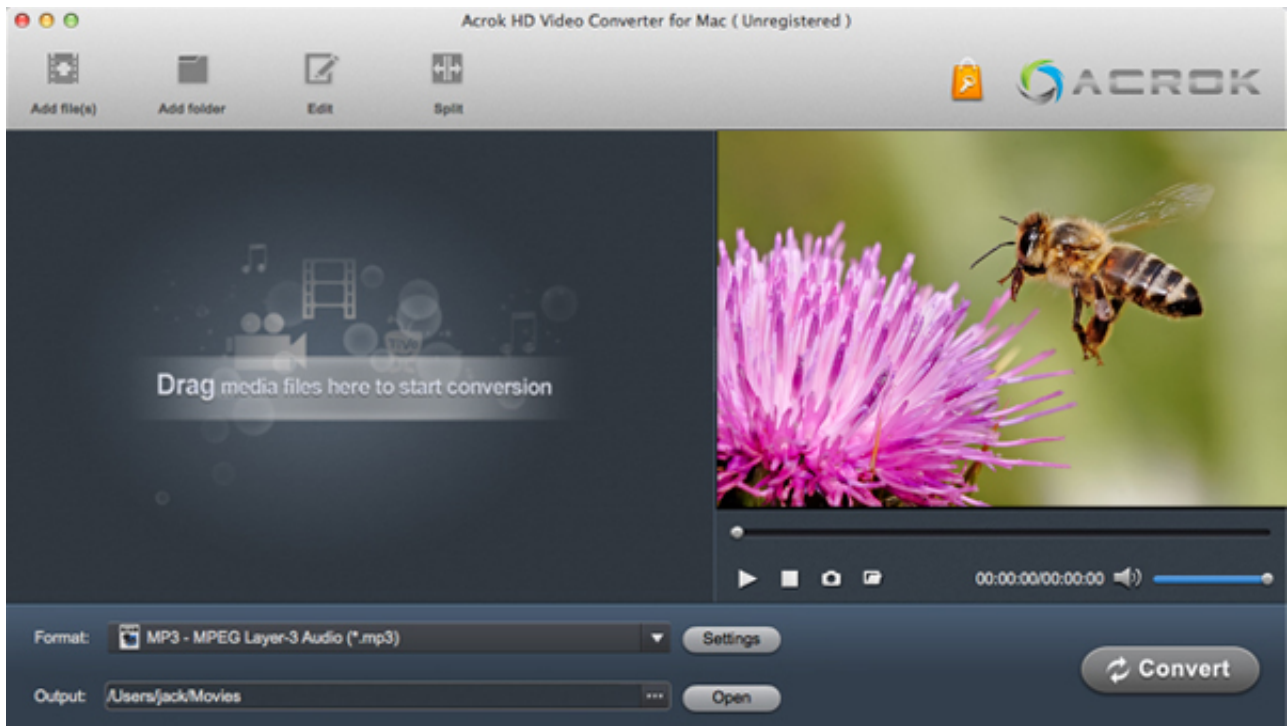 Acrok HD Video Converter for Mac ( Unregistered )
Add file(s) Add folder Edit Split
ACROK
TiVo
Drag media files here to start conversion
00:00:00/00:00:00
Format: MP3 - MPEG Layer-3 Audio (*.mp3) Settings
Convert
Output: /Users/jack/Movies ··· Open